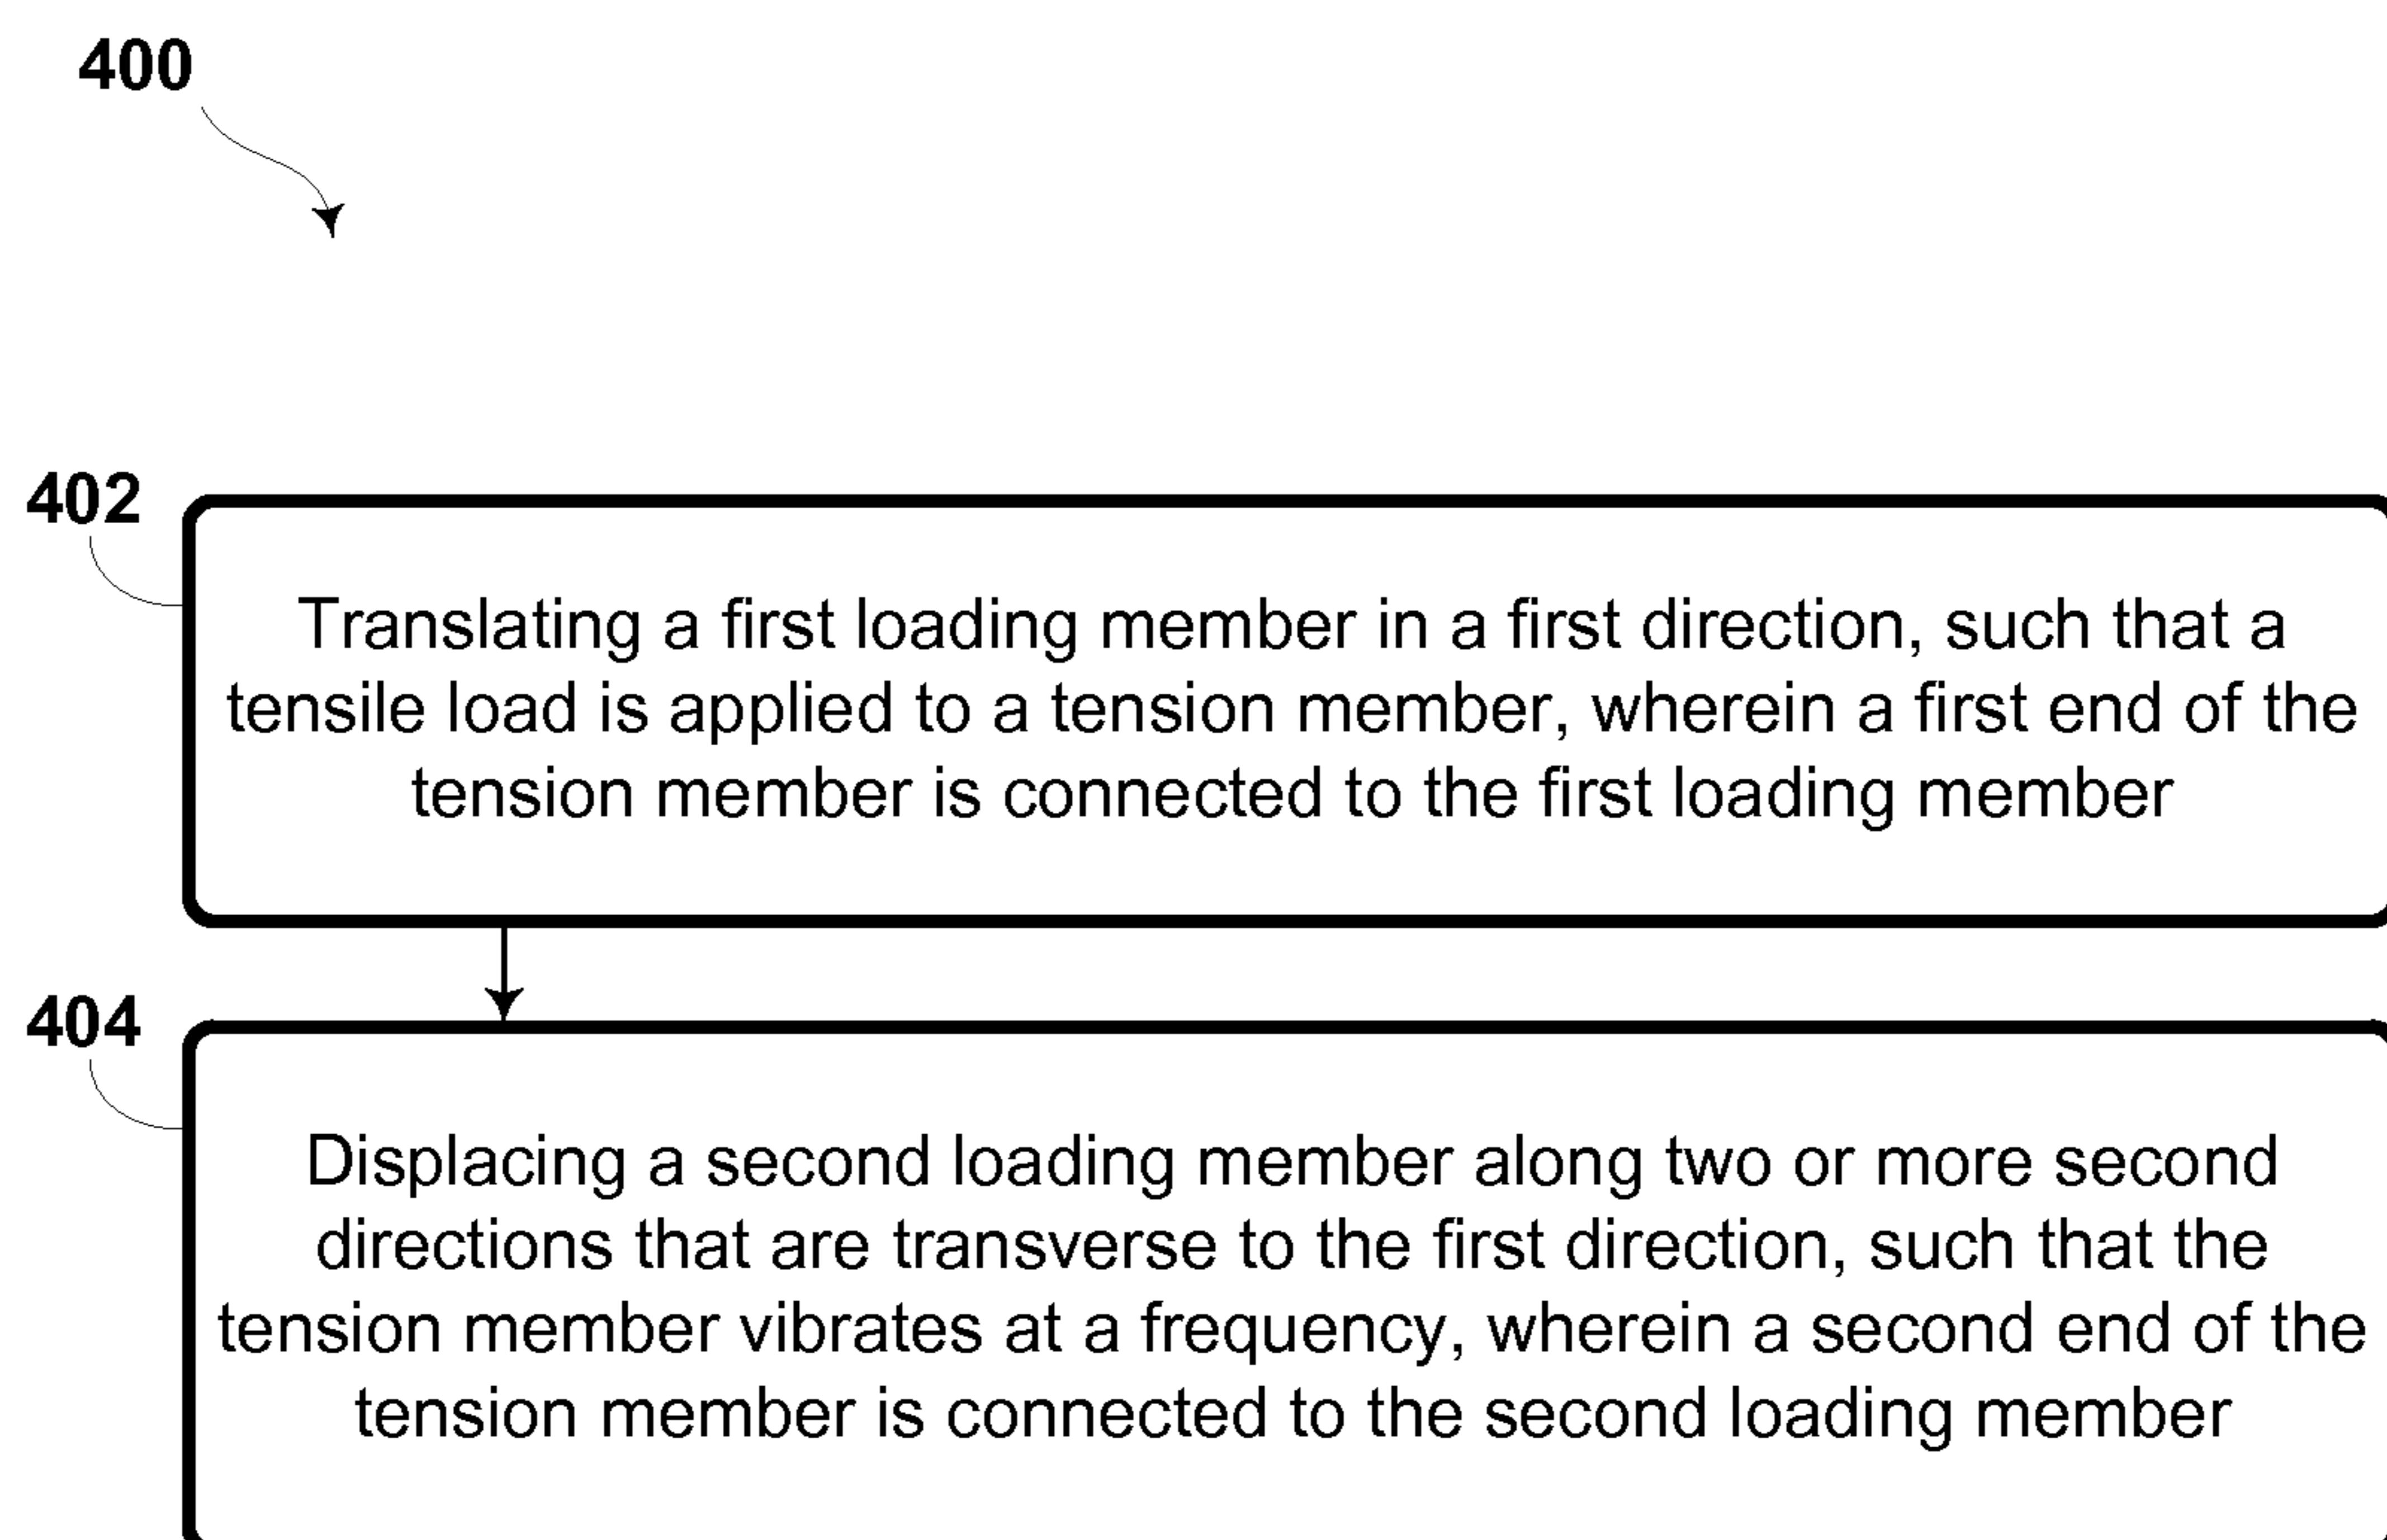 400
402
Translating a first loading member in a first direction, such that a
tensile load is applied to a tension member, wherein a first end of the
tension member is connected to the first loading member
404
Displacing a second loading member along two or more second
directions that are transverse to the first direction, such that the
tension member vibrates at a frequency, wherein a second end of the
tension member is connected to the second loading member